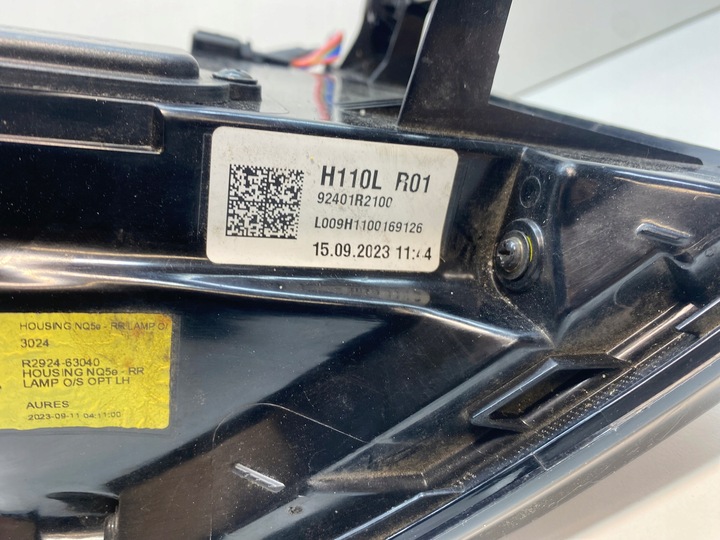 H110L R01
92401R2100
L009H1100169126
15.09.2023 11:44
HOUSING NQ5e - RR LAMP O/
3024
R2924-63040
HOUSING NQ5e - RR
LAMP O/S OPT LH
AURES
2023-09-11 04:11:00